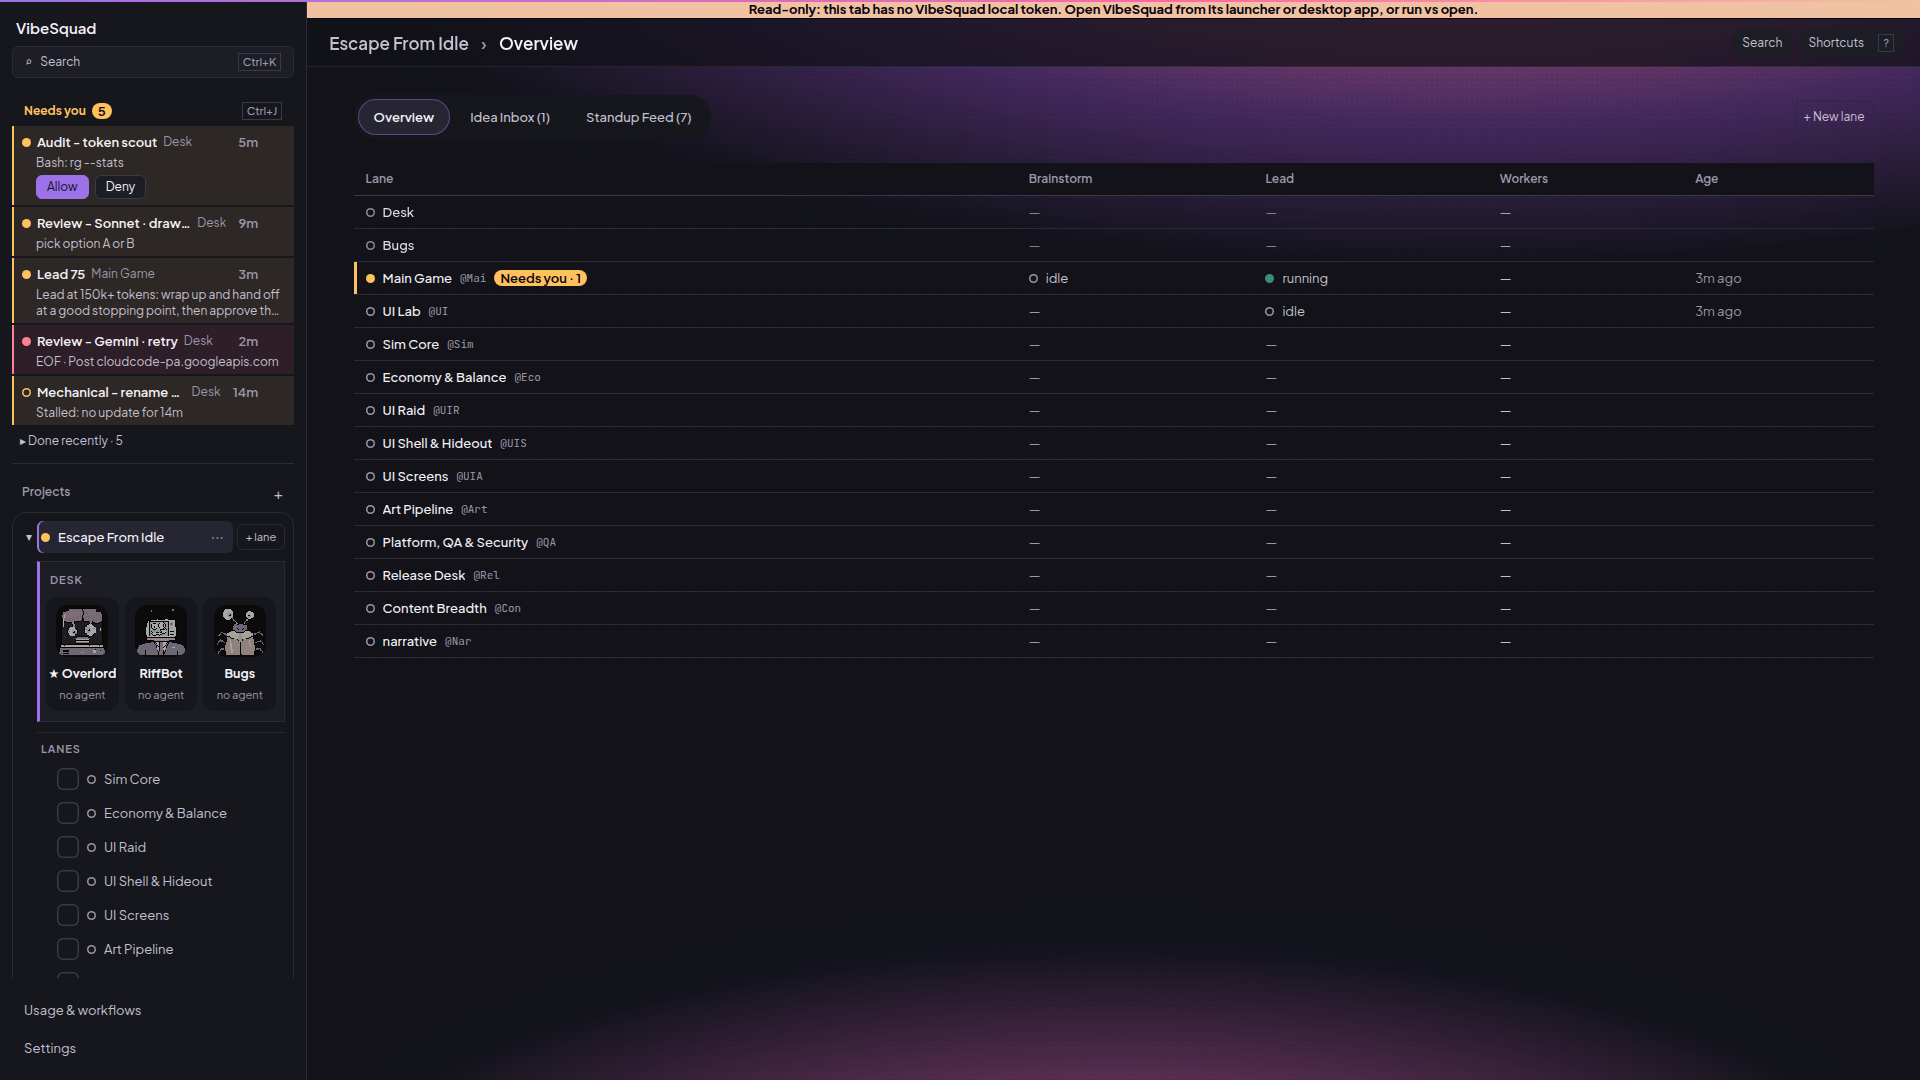 Read-only: this tab has no VibeSquad local token. Open VibeSquad from its launcher or desktop app, or run vs open.
VibeSquad
Search Ctrl+K
Needs you 5 Ctrl+J
Audit – token scout Desk 5m
Bash: rg --stats
Allow Deny
Review – Sonnet · draw... Desk 9m
pick option A or B
Lead 75 Main Game 3m
Lead at 150k+ tokens: wrap up and hand off
at a good stopping point, then approve th...
Review – Gemini · retry Desk 2m
EOF · Post cloudcode-pa.googleapis.com
Mechanical – rename ... Desk 14m
Stalled: no update for 14m
▸ Done recently · 5
Projects +
▾ Escape From Idle ··· + lane
DESK
★ Overlord RiffBot Bugs
no agent no agent no agent
LANES
Sim Core
Economy & Balance
UI Raid
UI Shell & Hideout
UI Screens
Art Pipeline
Usage & workflows
Settings
Escape From Idle › Overview Search Shortcuts ?
Overview Idea Inbox (1) Standup Feed (7) + New lane
Lane Brainstorm Lead Workers Age
Desk — — —
Bugs — — —
Main Game @Mai Needs you · 1 idle running — 3m ago
UI Lab @UI — idle — 3m ago
Sim Core @Sim — — —
Economy & Balance @Eco — — —
UI Raid @UIR — — —
UI Shell & Hideout @UIS — — —
UI Screens @UIA — — —
Art Pipeline @Art — — —
Platform, QA & Security @QA — — —
Release Desk @Rel — — —
Content Breadth @Con — — —
narrative @Nar — — —